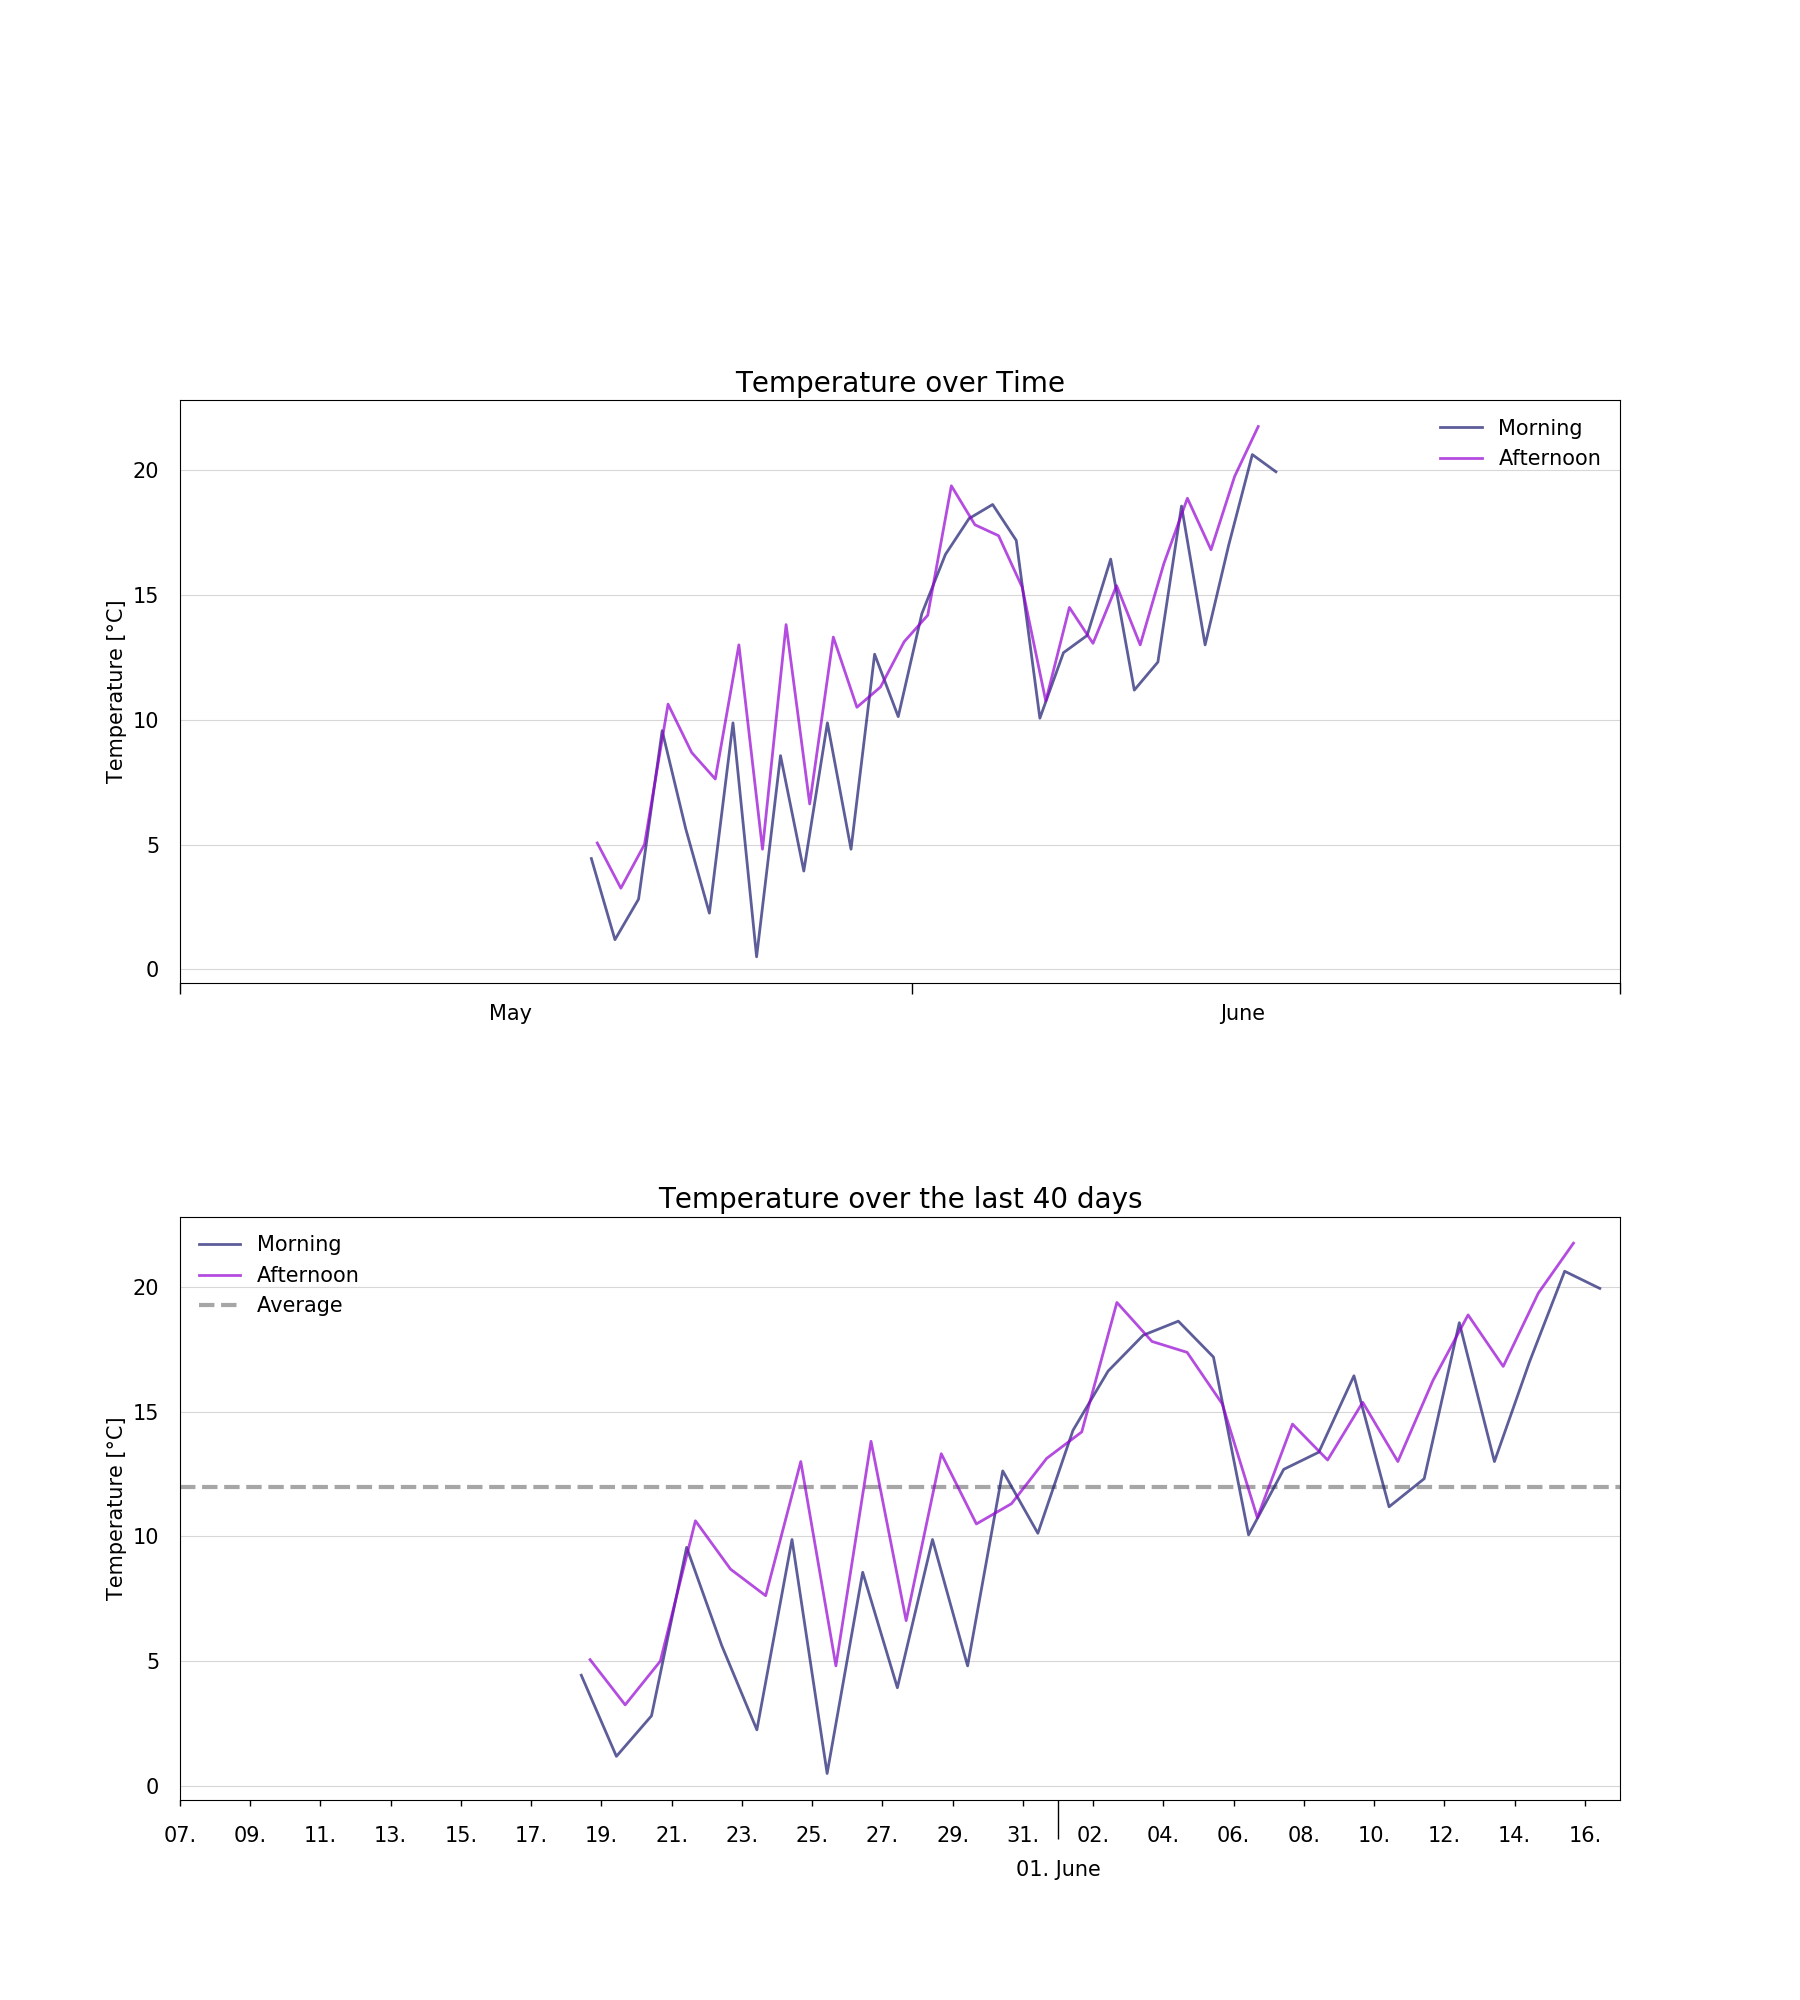 Temperature over Time
Morning
Afternoon
20
15
10
5
0
Temperature [°C]
May June
Temperature over the last 40 days
Morning
Afternoon
Average
20
15
10
5
0
Temperature [°C]
07. 09. 11. 13. 15. 17. 19. 21. 23. 25. 27. 29. 31. 02. 04. 06. 08. 10. 12. 14. 16.
01. June